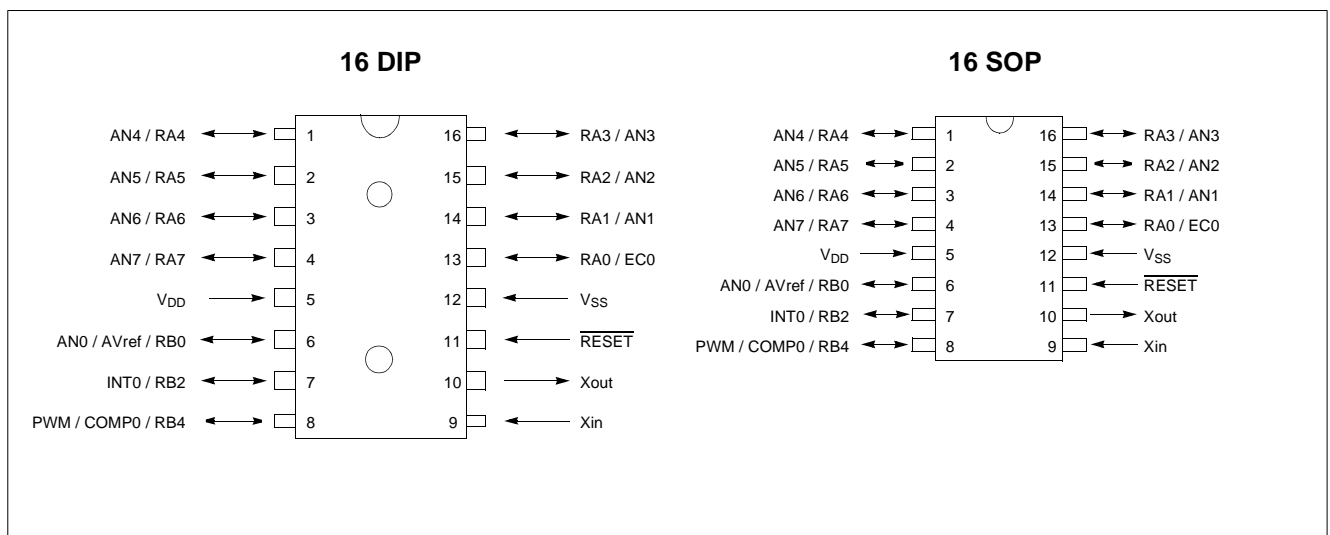 16 DIP
AN4 / RA4 1 16 RA3 / AN3
AN5 / RA5 2 15 RA2 / AN2
AN6 / RA6 3 14 RA1 / AN1
AN7 / RA7 4 13 RA0 / EC0
VDD 5 12 VSS
AN0 / AVref / RB0 6 11 RESET
INT0 / RB2 7 10 Xout
PWM / COMP0 / RB4 8 9 Xin
16 SOP
AN4 / RA4 1 16 RA3 / AN3
AN5 / RA5 2 15 RA2 / AN2
AN6 / RA6 3 14 RA1 / AN1
AN7 / RA7 4 13 RA0 / EC0
VDD 5 12 VSS
AN0 / AVref / RB0 6 11 RESET
INT0 / RB2 7 10 Xout
PWM / COMP0 / RB4 8 9 Xin